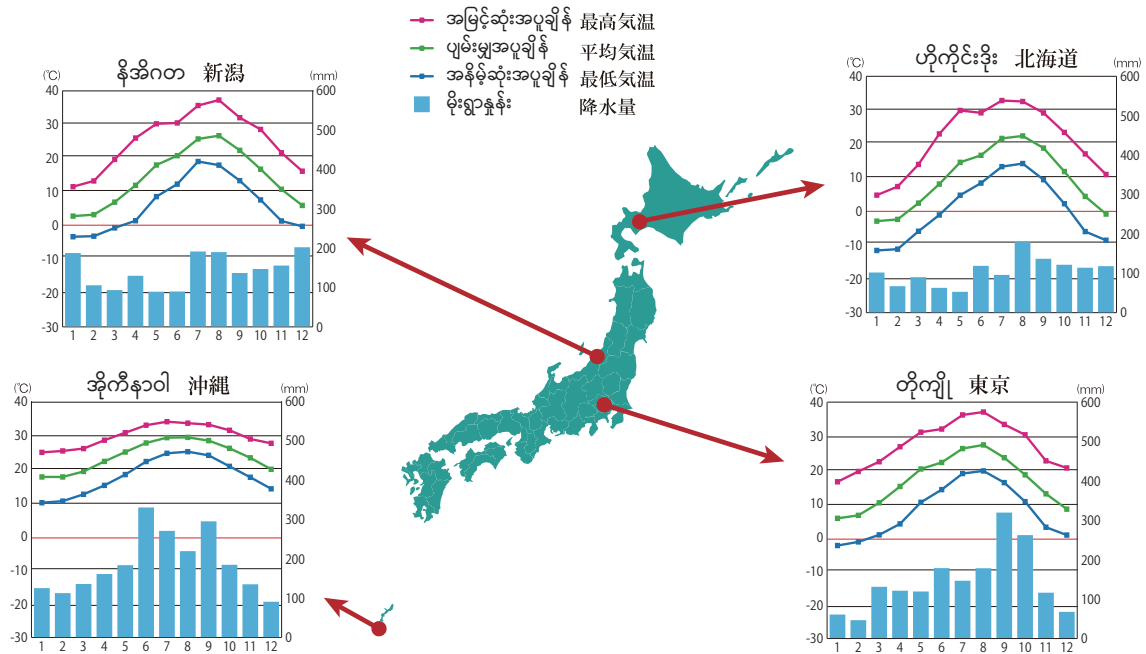 အမြင့်ဆုံးအပူချိန် 最高気温
ပျမ်းမျှအပူချိန် 平均気温
အနိမ့်ဆုံးအပူချိန် 最低気温
မိုးရွာနှုန်း 降水量
နိအိဂတ 新潟
(℃) (mm)
40 600
30 500
20 400
10 300
0 200
-10 100
-20 0
-30
1 2 3 4 5 6 7 8 9 10 11 12
ဟိုကိုင်းဒိုး 北海道
(℃) (mm)
40 600
30 500
20 400
10 300
0 200
-10 100
-20 0
-30
1 2 3 4 5 6 7 8 9 10 11 12
အိုကီနာဝါ 沖縄
(℃) (mm)
40 600
30 500
20 400
10 300
0 200
-10 100
-20 0
-30
1 2 3 4 5 6 7 8 9 10 11 12
တိုကျို 東京
(℃) (mm)
40 600
30 500
20 400
10 300
0 200
-10 100
-20 0
-30
1 2 3 4 5 6 7 8 9 10 11 12